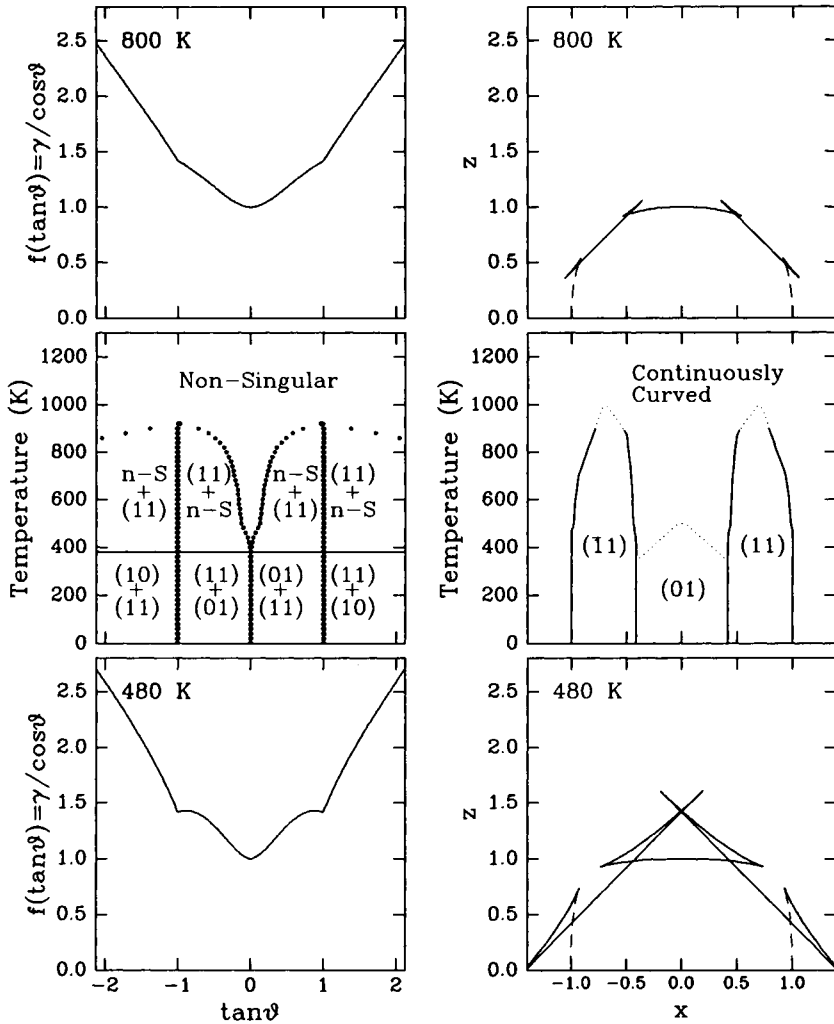 800 K
f(tanϑ)=γ/cosϑ
2.5
2.0
1.5
1.0
0.5
0.0
800 K
z
2.5
2.0
1.5
1.0
0.5
0.0
Temperature (K)
1200
1000
800
600
400
200
0
Non-Singular
n-S + (11)
(11) + n-S
n-S + (11)
(11) + n-S
(10) + (11)
(11) + (01)
(01) + (11)
(11) + (10)
Temperature (K)
1200
1000
800
600
400
200
0
Continuously
Curved
(11)
(01)
(11)
480 K
f(tanϑ)=γ/cosϑ
2.5
2.0
1.5
1.0
0.5
0.0
−2 −1 0 1 2
tanϑ
480 K
z
2.5
2.0
1.5
1.0
0.5
0.0
−1.0 −0.5 0.0 0.5 1.0
x